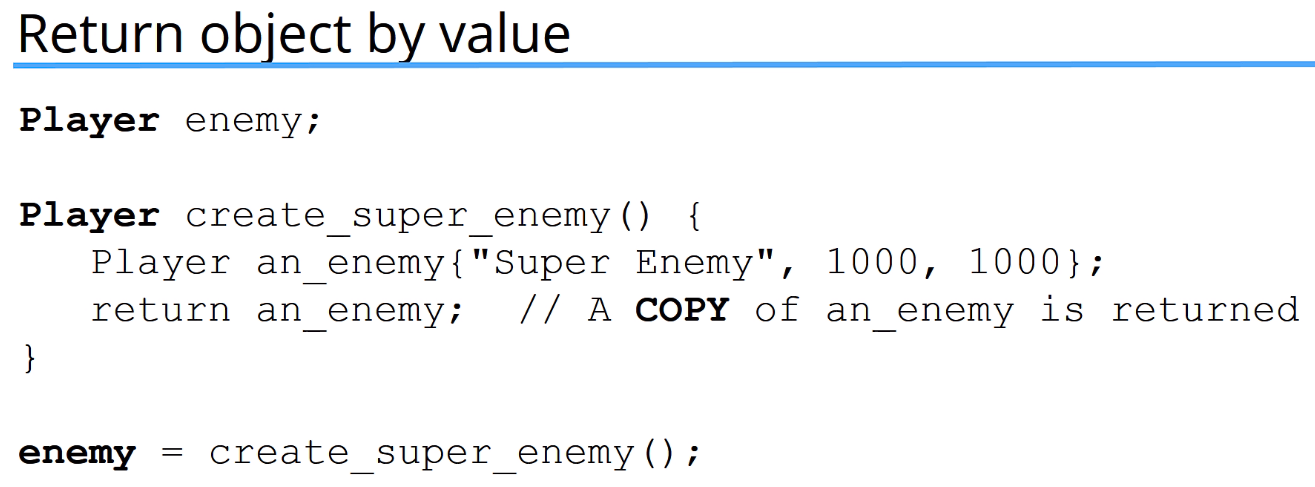 Return object by value
Player enemy;
Player create_super_enemy() {
   Player an_enemy{"Super Enemy", 1000, 1000};
   return an_enemy;  // A COPY of an_enemy is returned
}
enemy = create_super_enemy();